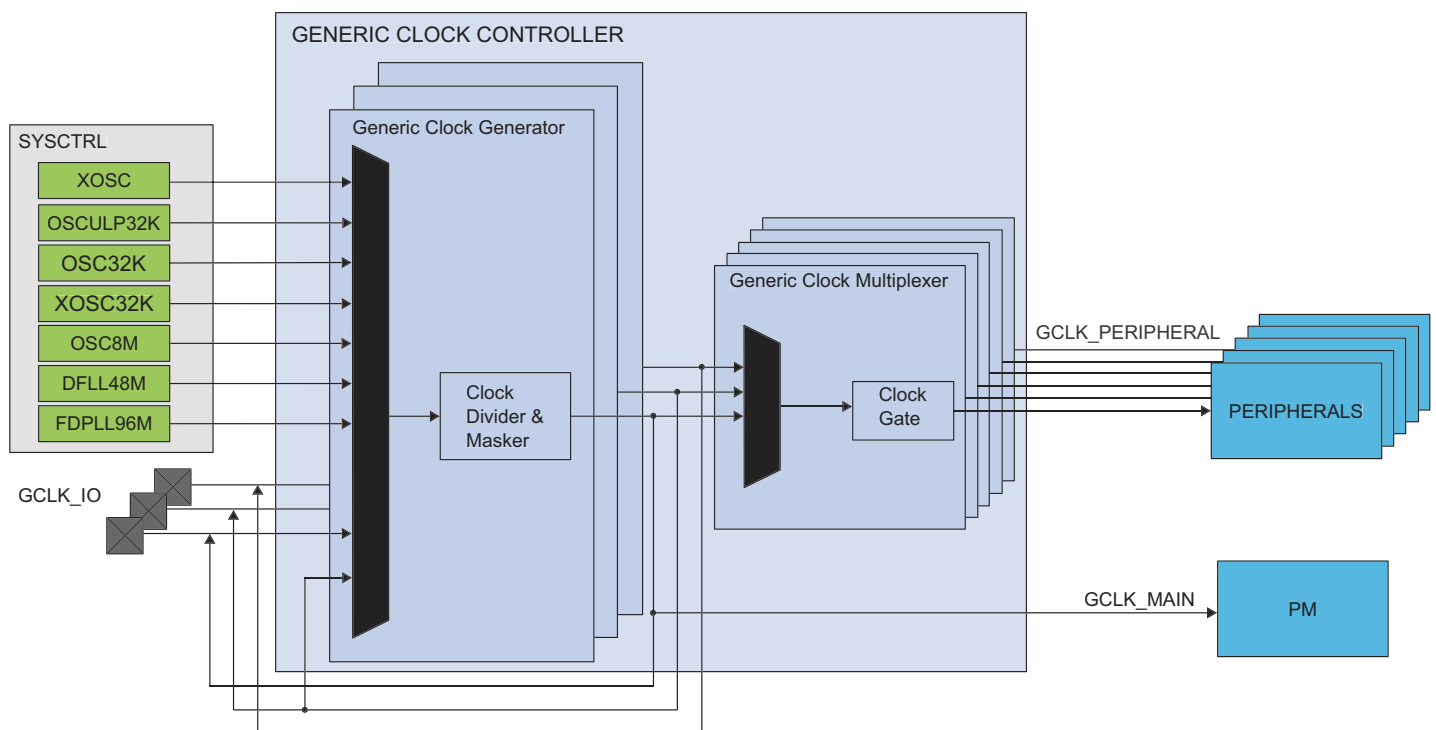 GENERIC CLOCK CONTROLLER
Generic Clock Generator
SYSCTRL
XOSC
OSCULP32K
OSC32K
XOSC32K
OSC8M
DFLL48M
FDPLL96M
GCLK_IO
Clock
Divider &
Masker
Generic Clock Multiplexer
Clock
Gate
GCLK_PERIPHERAL
PERIPHERALS
GCLK_MAIN
PM